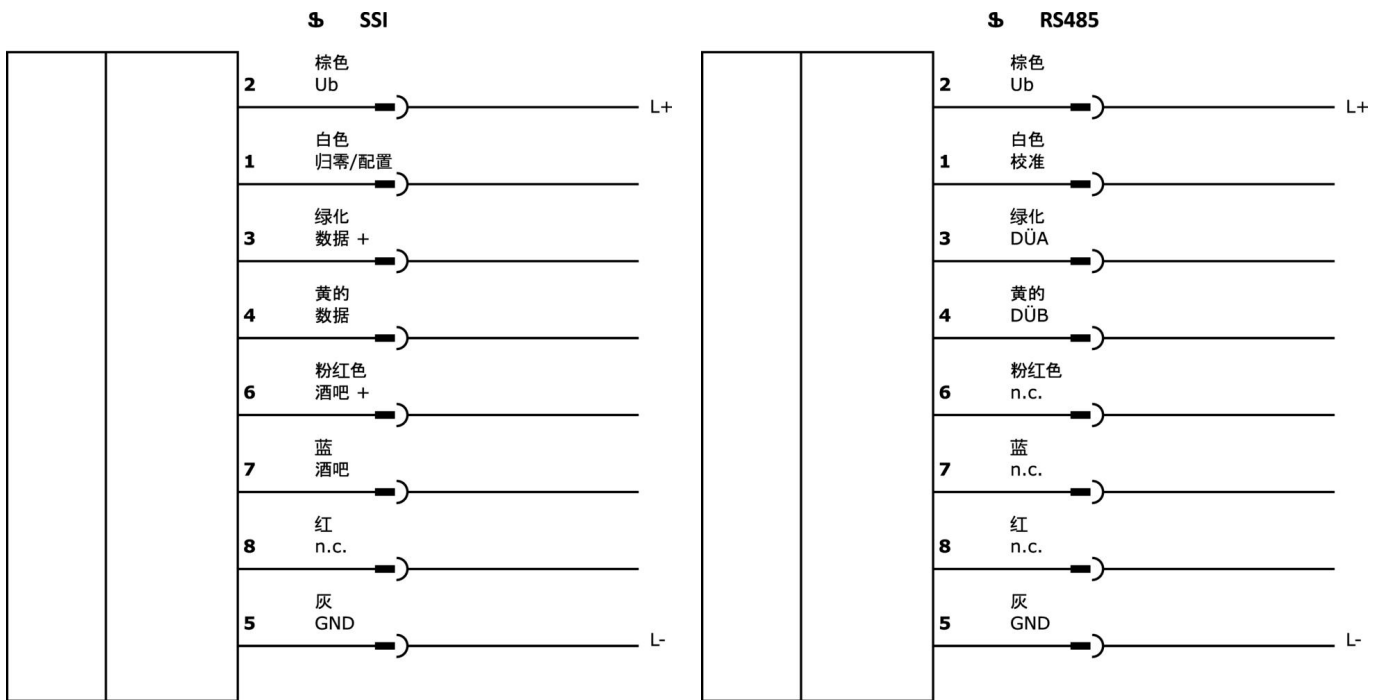 SSI
棕色
2 Ub
L+
白色
1 归零/配置
绿化
3 数据 +
黄的
4 数据
粉红色
6 酒吧 +
蓝
7 酒吧
红
8 n.c.
灰
5 GND
L-
RS485
棕色
2 Ub
L+
白色
1 校准
绿化
3 DÜA
黄的
4 DÜB
粉红色
6 n.c.
蓝
7 n.c.
红
8 n.c.
灰
5 GND
L-